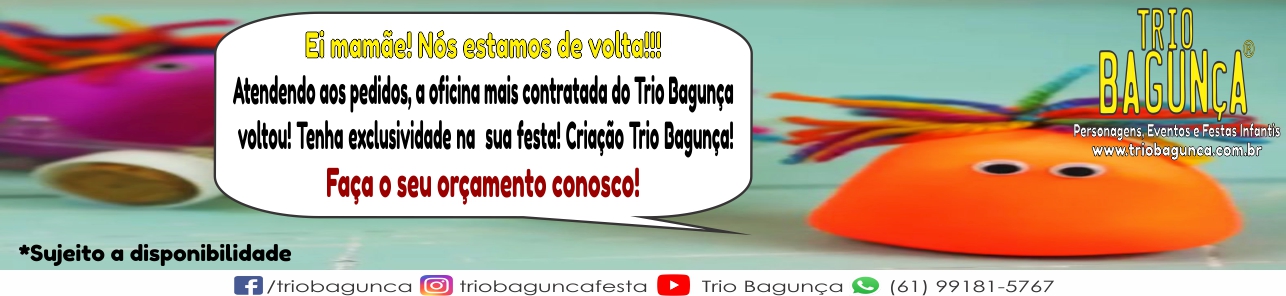 Ei mamãe! Nós estamos de volta!!!
Atendendo aos pedidos, a oficina mais contratada do Trio Bagunça
voltou! Tenha exclusividade na sua festa! Criação Trio Bagunça!
Faça o seu orçamento conosco!
TRIO
BAGUNÇA®
Personagens, Eventos e Festas Infantis
www.triobagunca.com.br
*Sujeito a disponibilidade
/triobagunca triobaguncafesta Trio Bagunça (61) 99181-5767